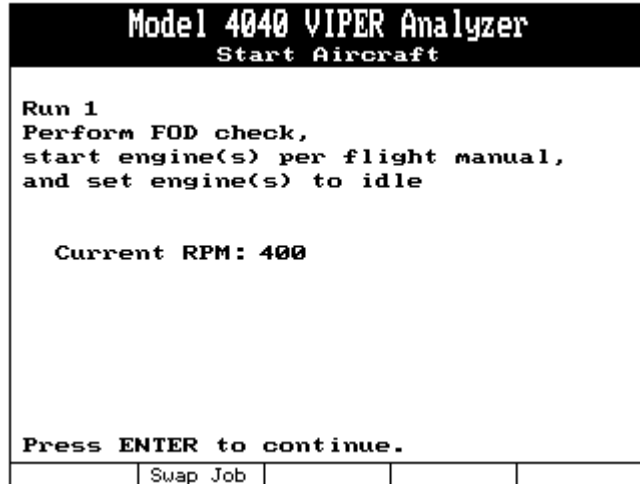 Model 4040 VIPER Analyzer
Start Aircraft
Run 1
Perform FOD check,
start engine(s) per flight manual,
and set engine(s) to idle
Current RPM: 400
Press ENTER to continue.
Swap Job